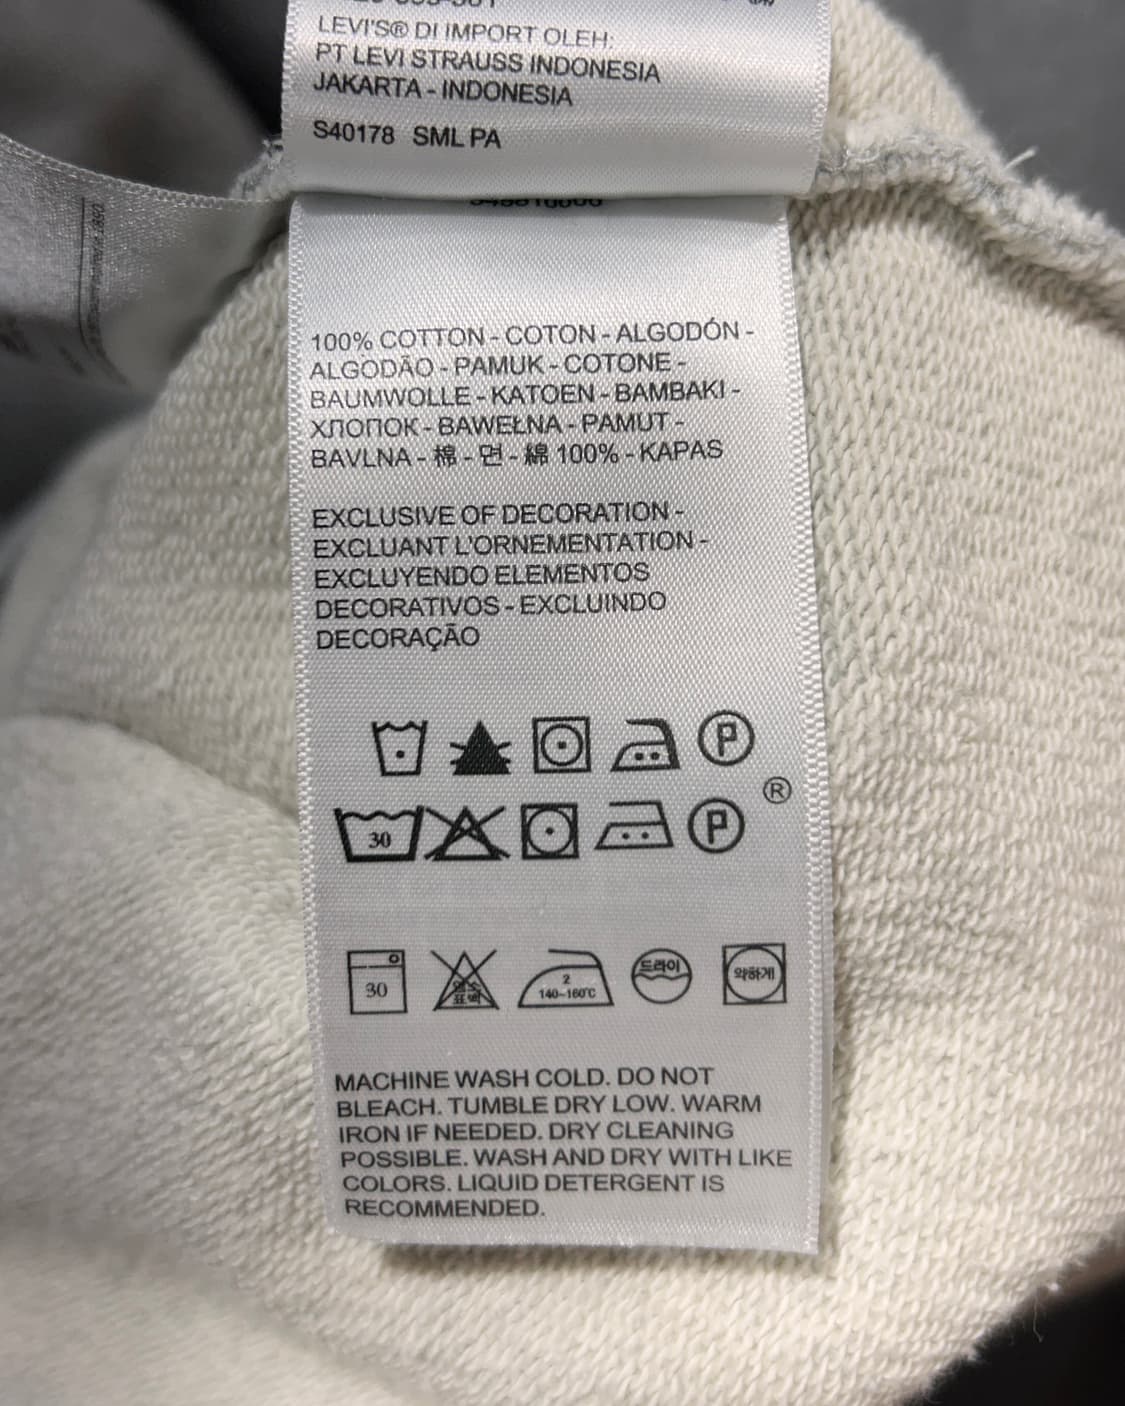 LEVI'S® DI IMPORT OLEH:
PT LEVI STRAUSS INDONESIA
JAKARTA - INDONESIA
S40178 SML PA
100% COTTON - COTON - ALGODÓN -
ALGODÃO - PAMUK - COTONE -
BAUMWOLLE - KATOEN - BAMBAKI -
ХЛОПОК - BAWEŁNA - PAMUT -
BAVLNA - 棉 - 면 - 綿 100% - KAPAS
EXCLUSIVE OF DECORATION -
EXCLUANT L'ORNEMENTATION -
EXCLUYENDO ELEMENTOS
DECORATIVOS - EXCLUINDO
DECORAÇÃO
P
®
30 P
30 염소 표백 2 140~160°C 드라이 약하게
MACHINE WASH COLD. DO NOT
BLEACH. TUMBLE DRY LOW. WARM
IRON IF NEEDED. DRY CLEANING
POSSIBLE. WASH AND DRY WITH LIKE
COLORS. LIQUID DETERGENT IS
RECOMMENDED.